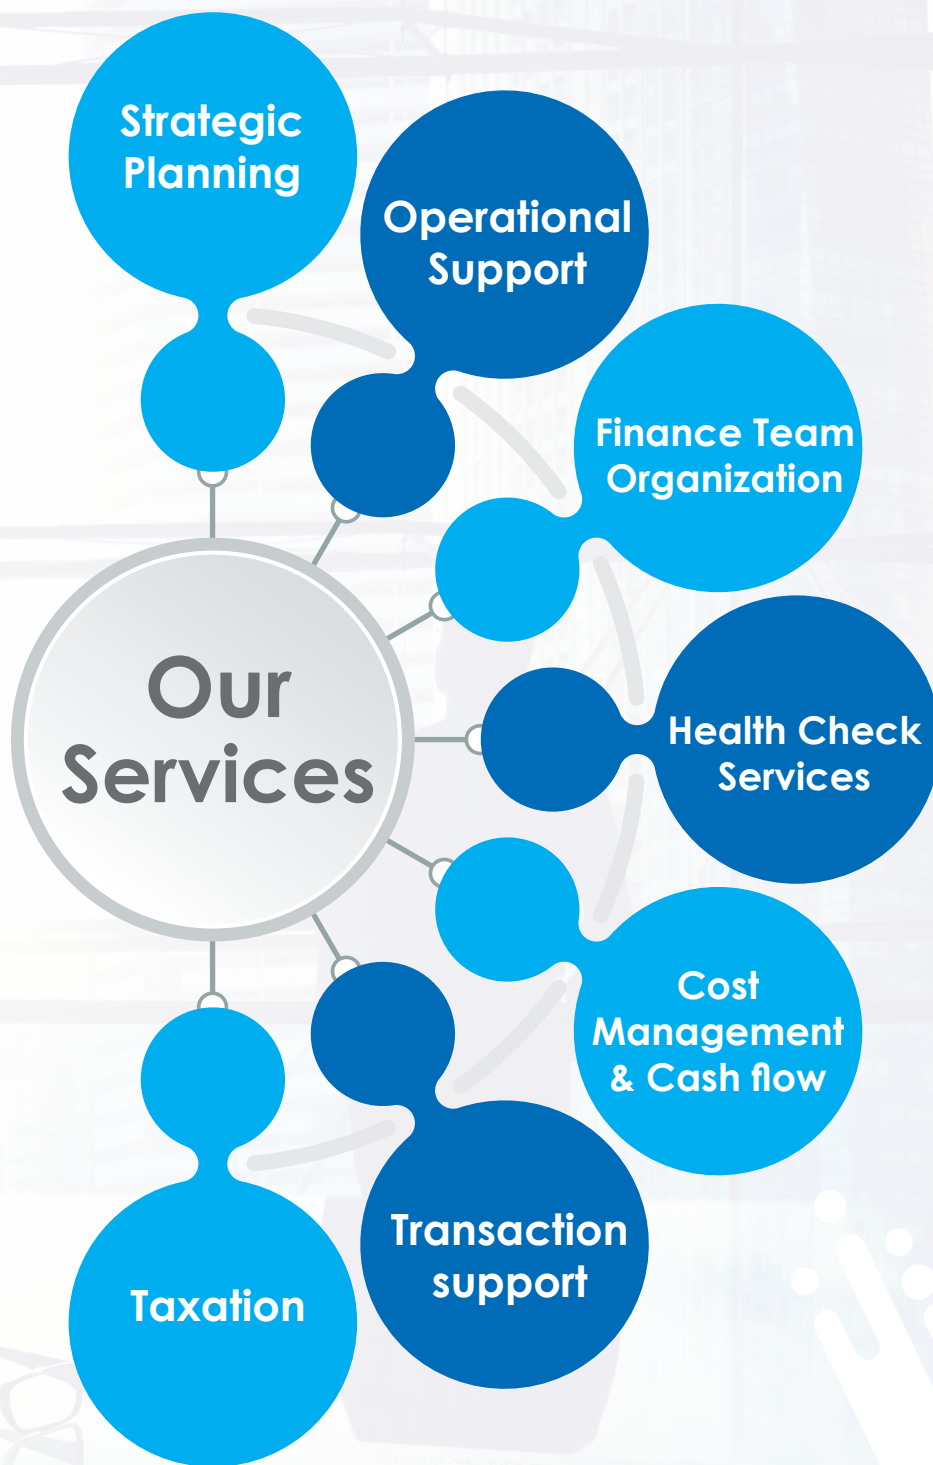 Strategic
Planning
Operational
Support
Finance Team
Organization
Our
Services
Health Check
Services
Cost
Management
& Cash flow
Transaction
support
Taxation